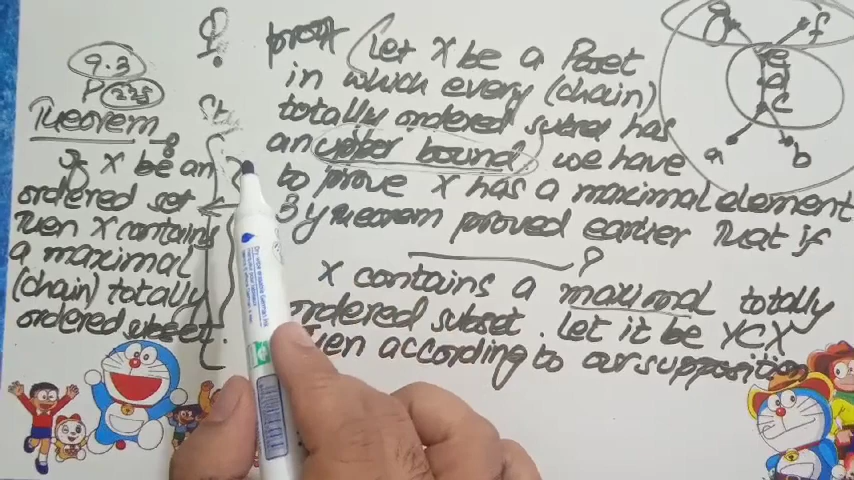 9.3
P 225
Theorem
If X be an
ordered set
then X contains
a maximal
(chain) totally
ordered subset.
proof Let X be a Poset
in which every (chain)
totally ordered subset has
an upper bound we have
to prove X has a maximal element
By theorem proved earlier that if
?
X contains a maximal totally
ordered subset. Let it be YCX
Then according to our supposition
g f
e
d
c
a b